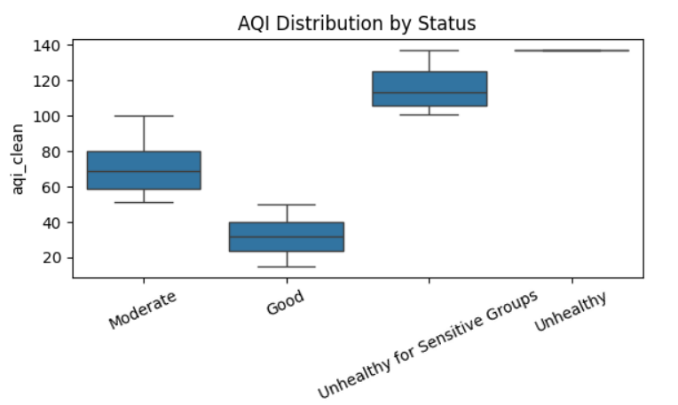 AQI Distribution by Status
aqi_clean
140
120
100
80
60
40
20
Moderate
Good
Unhealthy for Sensitive Groups
Unhealthy